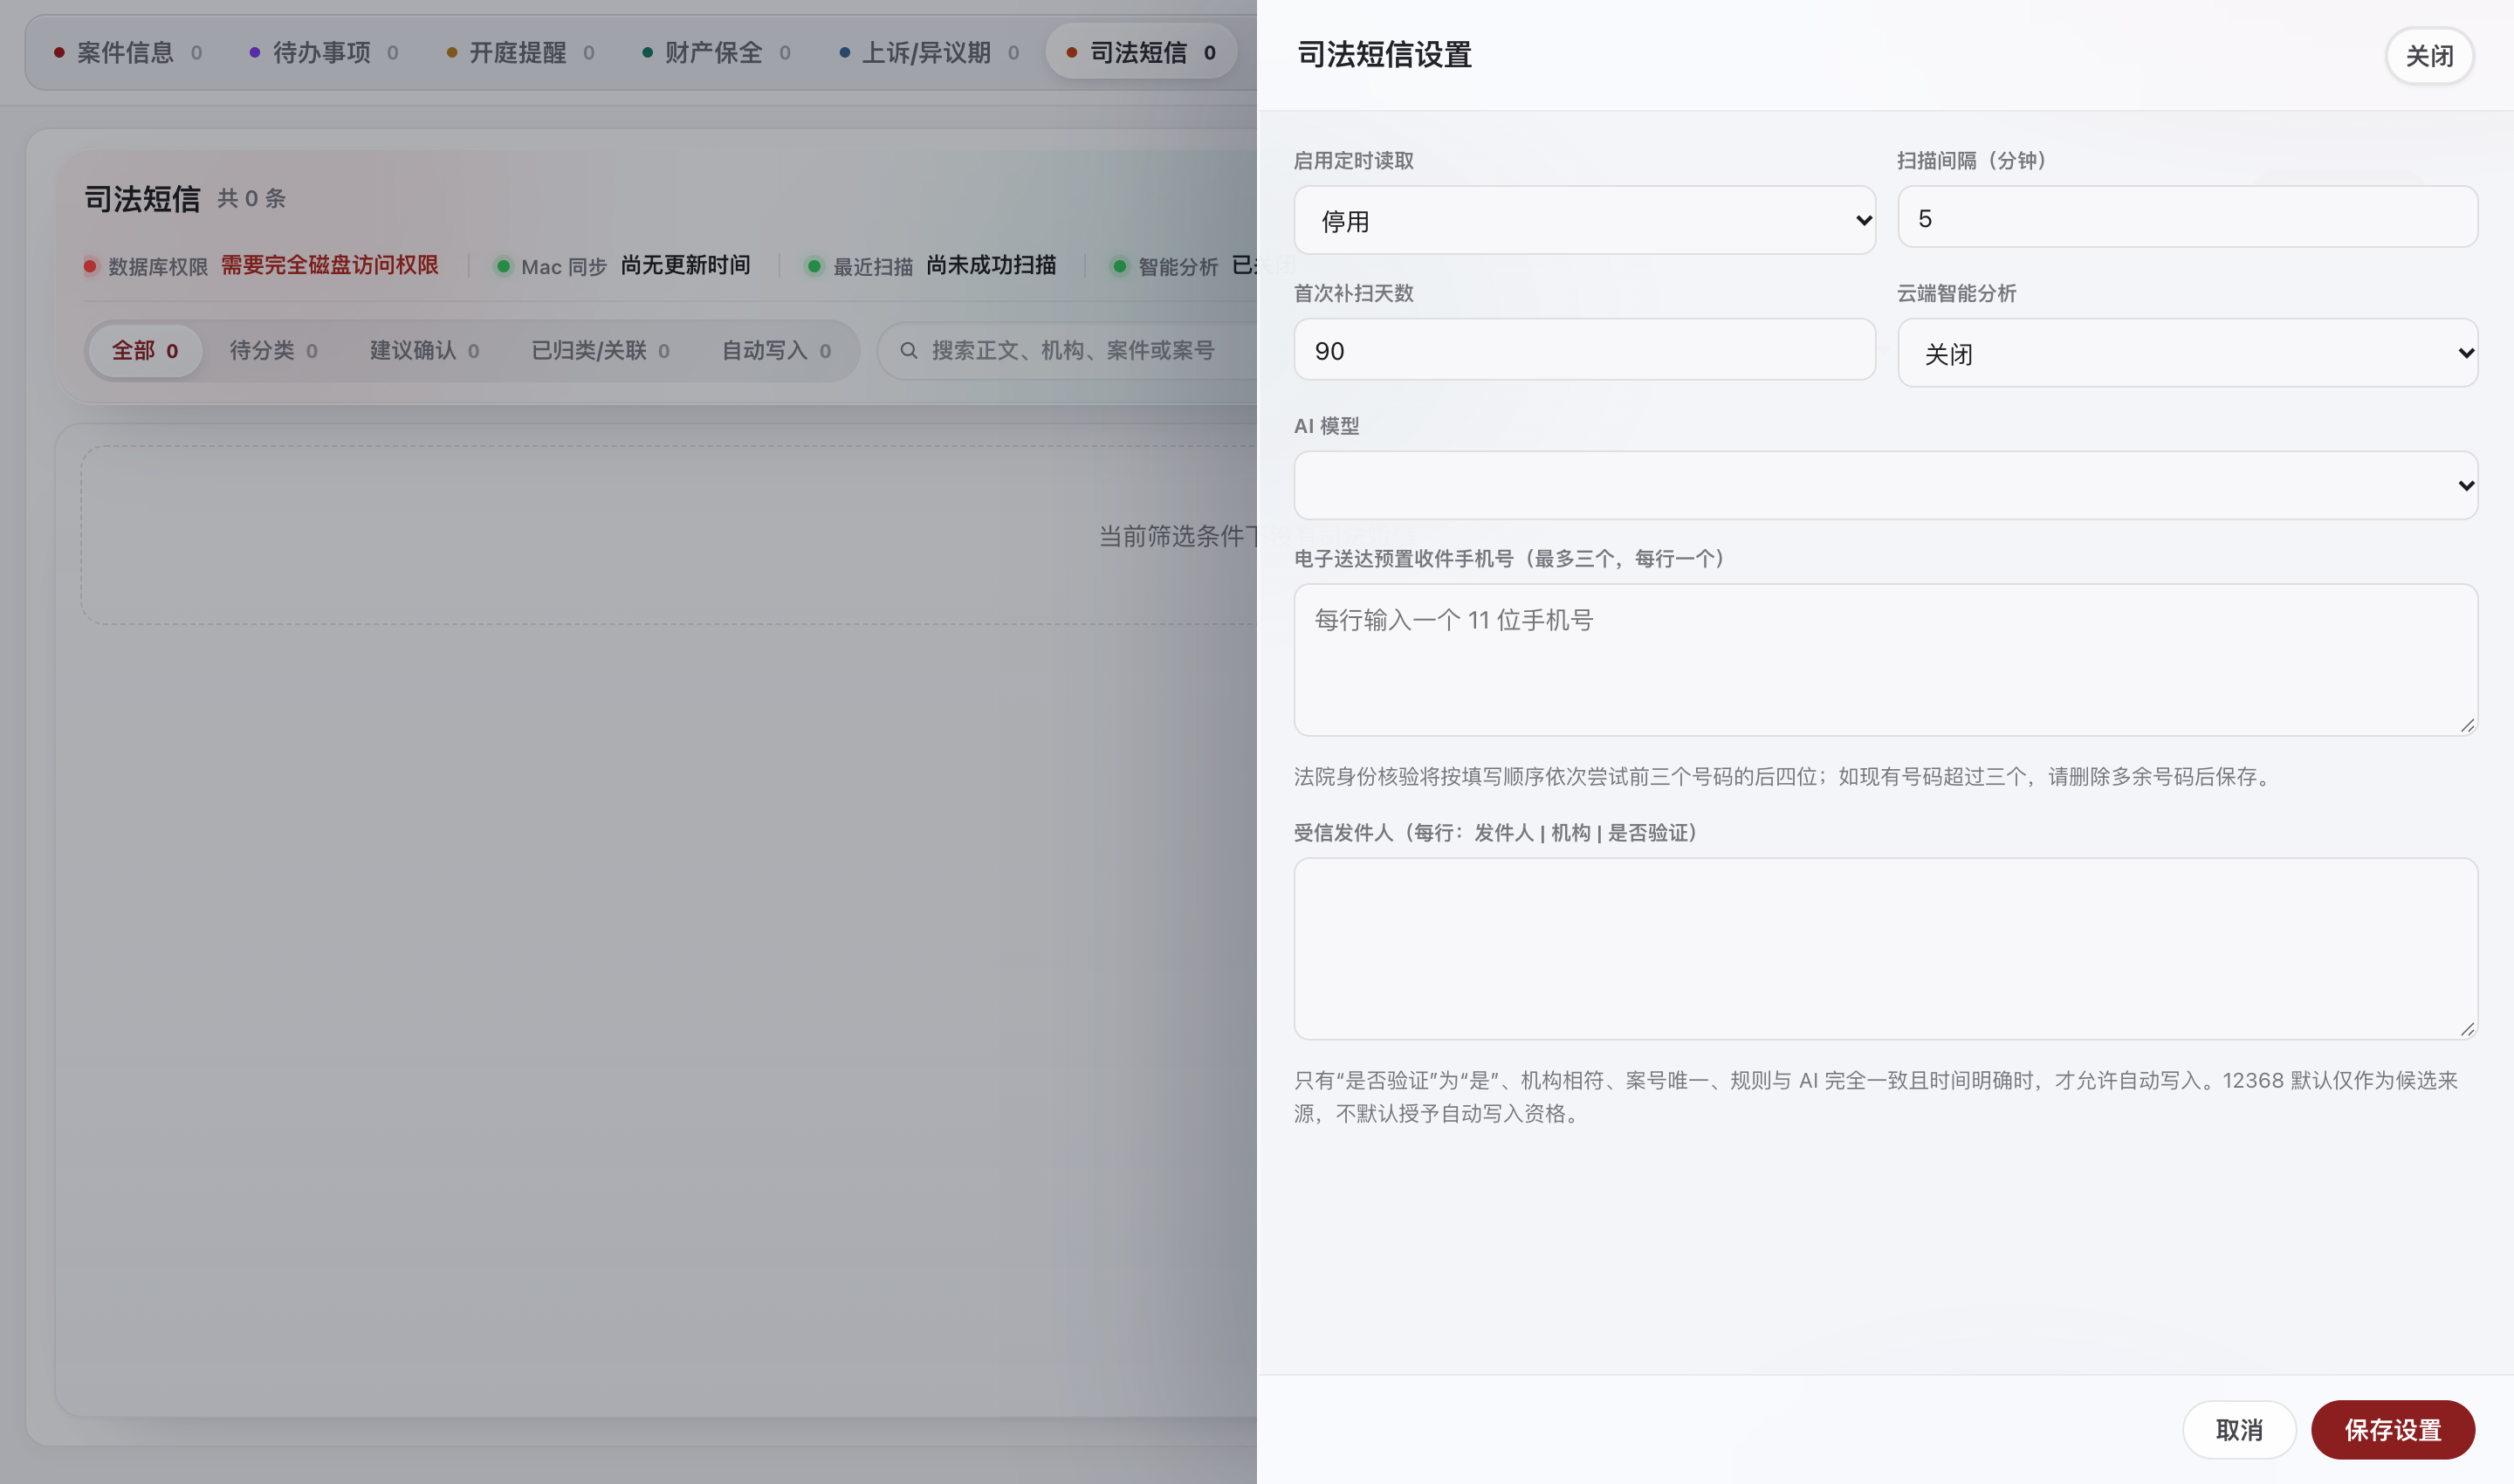 案件信息 0 待办事项 0 开庭提醒 0 财产保全 0 上诉/异议期 0 司法短信 0
司法短信 共 0 条
数据库权限 需要完全磁盘访问权限 Mac 同步 尚无更新时间 最近扫描 尚未成功扫描 智能分析 已关闭
全部 0 待分类 0 建议确认 0 已归类/关联 0 自动写入 0 搜索正文、机构、案件或案号
当前筛选条件下
司法短信设置
关闭
启用定时读取 扫描间隔（分钟）
停用 5
首次补扫天数 云端智能分析
90 关闭
AI 模型
电子送达预置收件手机号（最多三个，每行一个）
每行输入一个 11 位手机号
法院身份核验将按填写顺序依次尝试前三个号码的后四位；如现有号码超过三个，请删除多余号码后保存。
受信发件人（每行：发件人 | 机构 | 是否验证）
只有“是否验证”为“是”、机构相符、案号唯一、规则与 AI 完全一致且时间明确时，才允许自动写入。12368 默认仅作为候选来
源，不默认授予自动写入资格。
取消 保存设置